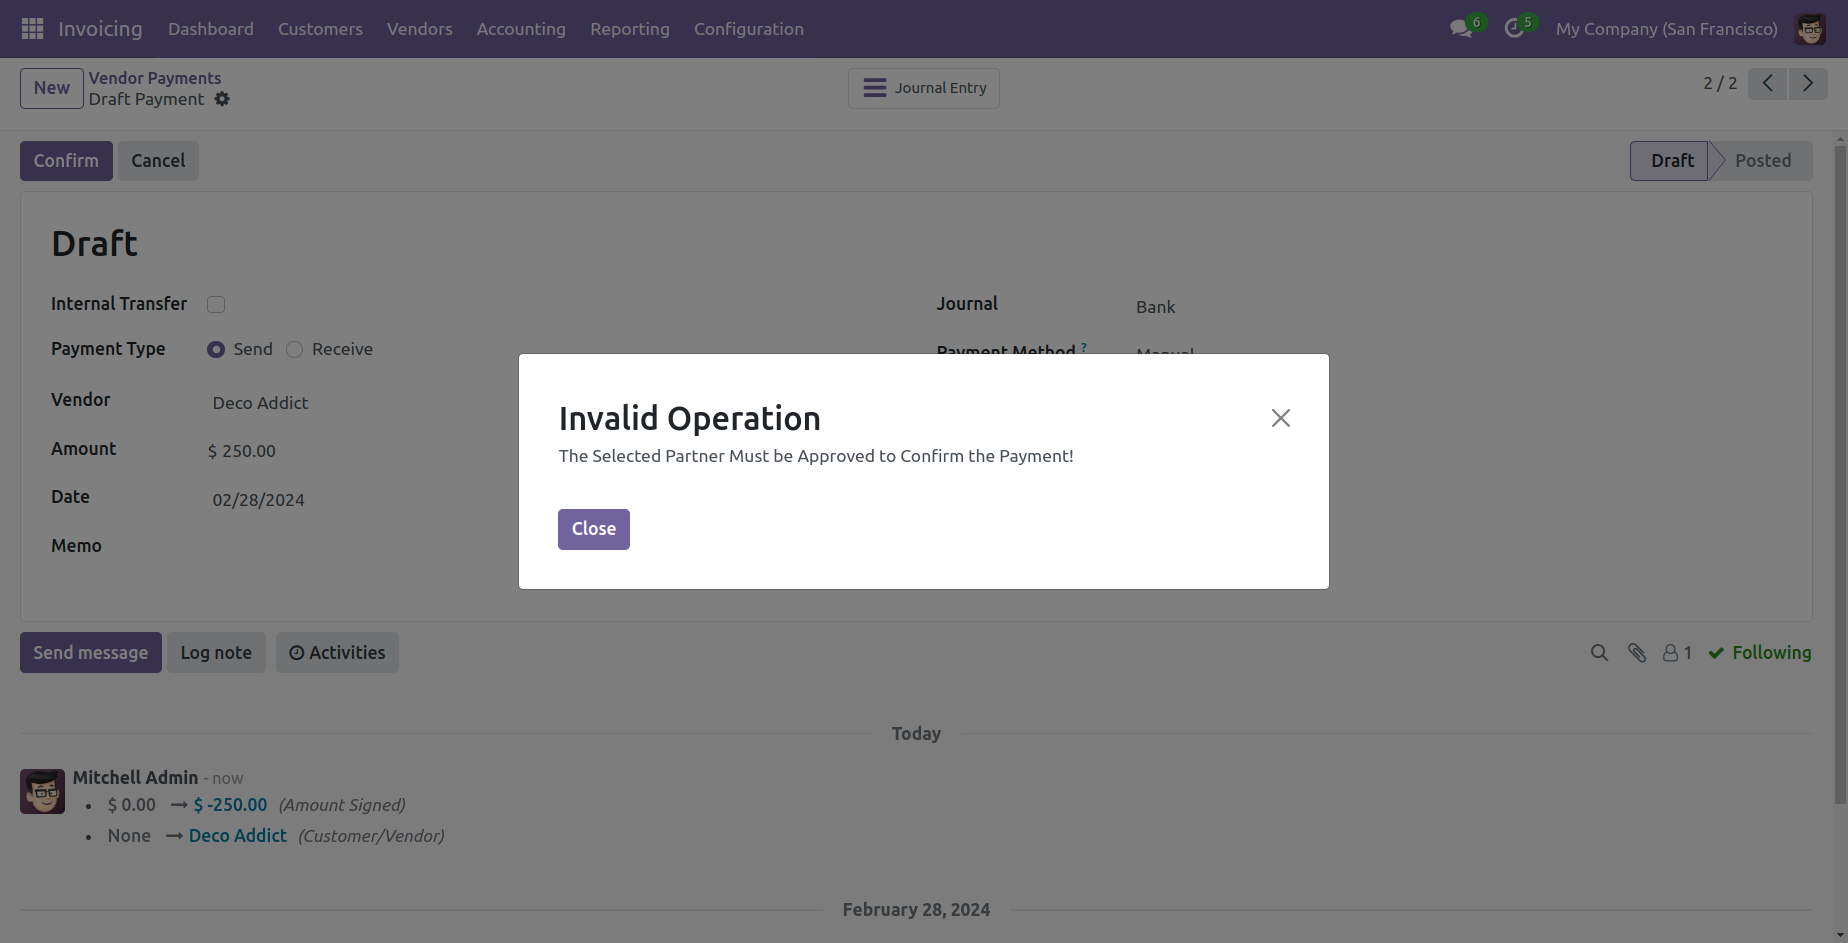 Invoicing Dashboard Customers Vendors Accounting Reporting Configuration 6 5 My Company (San Francisco)
New
Vendor Payments
Draft Payment
Journal Entry
2 / 2
Confirm Cancel
Draft Posted
Draft
Internal Transfer
Journal Bank
Payment Type Send Receive
Payment Method ? Manual
Vendor Deco Addict
Amount $ 250.00
Date 02/28/2024
Memo
Invalid Operation
The Selected Partner Must be Approved to Confirm the Payment!
Close
Send message Log note Activities
1 Following
Today
Mitchell Admin - now
• $ 0.00 → $ -250.00 (Amount Signed)
• None → Deco Addict (Customer/Vendor)
February 28, 2024